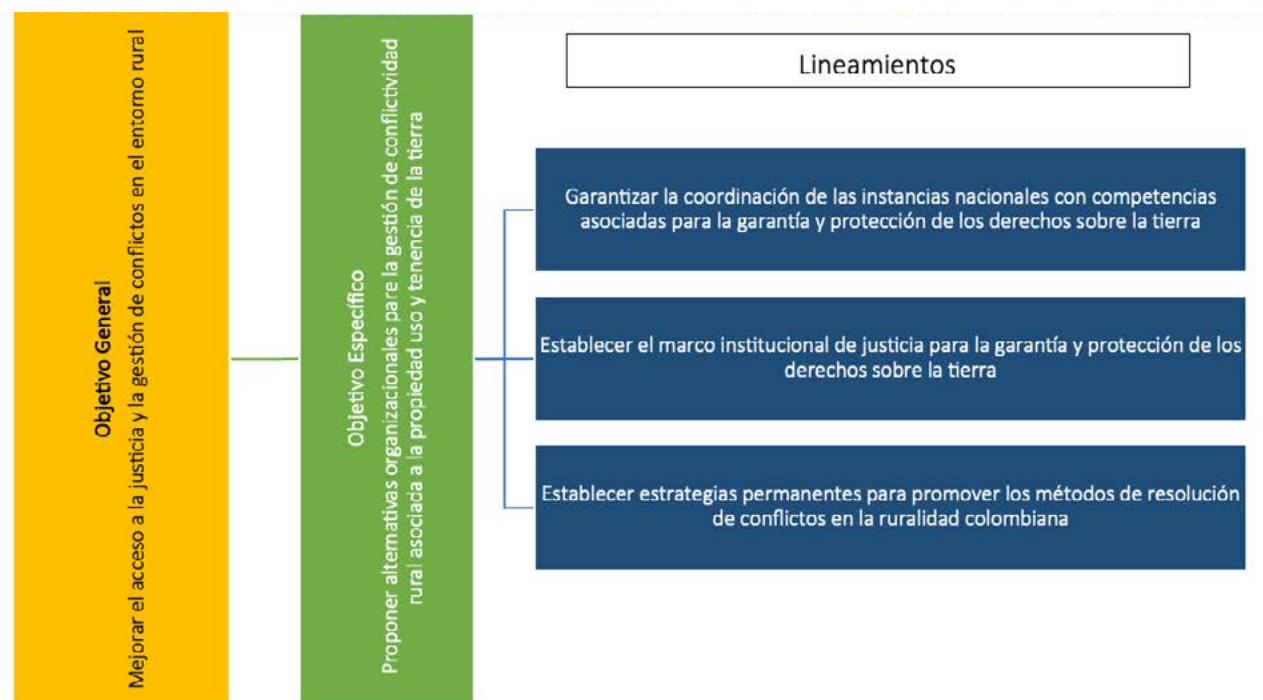 Objetivo General
Mejorar el acceso a la justicia y la gestión de conflictos en el entorno rural
Objetivo Específico
Proponer alternativas organizacionales pare la gestión de conflictividad
rural asociada a la propiedad uso y tenencia de la tierra
Lineamientos
Garantizar la coordinación de las instancias nacionales con competencias
asociadas para la garantía y protección de los derechos sobre la tierra
Establecer el marco institucional de justicia para la garantía y protección de los
derechos sobre la tierra
Establecer estrategias permanentes para promover los métodos de resolución
de conflictos en la ruralidad colombiana